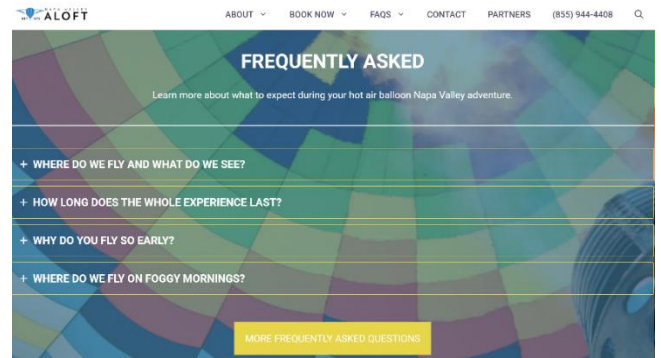 NAPA VALLEY
ALOFT
ABOUT
BOOK NOW
FAQS
CONTACT
PARTNERS
(855) 944-4408
FREQUENTLY ASKED
Learn more about what to expect during your hot air balloon Napa Valley adventure.
+ WHERE DO WE FLY AND WHAT DO WE SEE?
+ HOW LONG DOES THE WHOLE EXPERIENCE LAST?
+ WHY DO YOU FLY SO EARLY?
+ WHERE DO WE FLY ON FOGGY MORNINGS?
MORE FREQUENTLY ASKED QUESTIONS